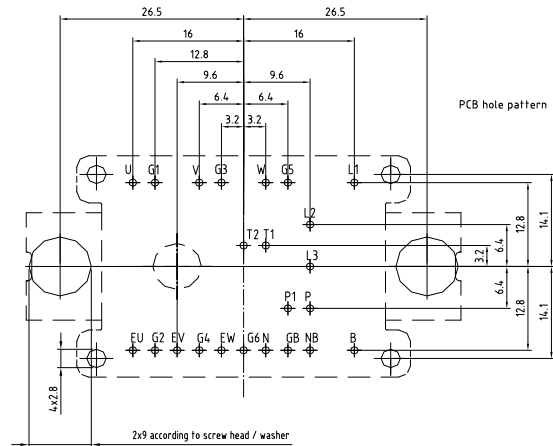 26.5 26.5
16 16
12.8
9.6 9.6
6.4 6.4
3.2 3.2
PCB hole pattern
U G1 V G3 W G5 L1
L2
T2 T1
L3
P1 P
EU G2 EV G4 EW G6 N GB NB B
3.2
6.4
12.8
14.1
6.4
12.8
14.1
4x2.8
2x9 according to screw head / washer